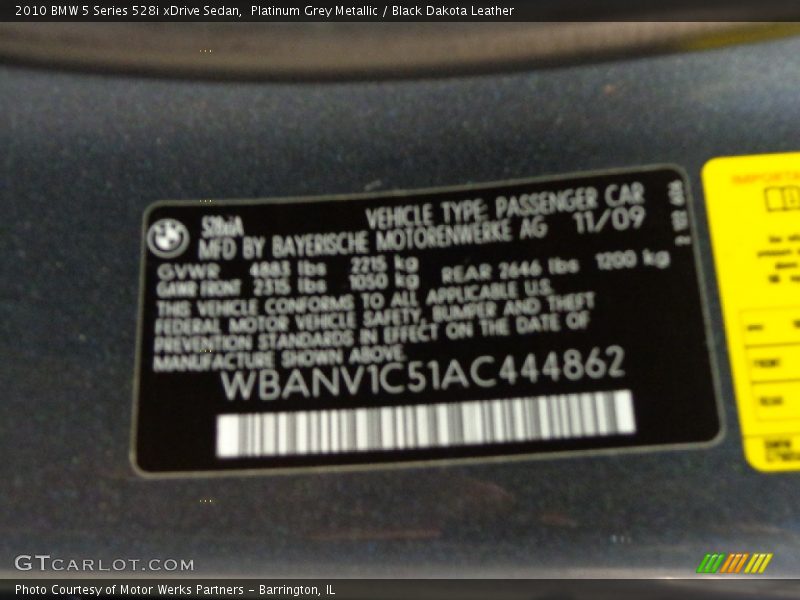 2010 BMW 5 Series 528i xDrive Sedan,  Platinum Grey Metallic / Black Dakota Leather
528xiA
VEHICLE TYPE: PASSENGER CAR
MFD BY BAYERISCHE MOTORENWERKE AG 11/09
GVWR 4883 lbs 2215 kg
GAWR FRONT 2315 lbs 1050 kg REAR 2646 lbs 1200 kg
THIS VEHICLE CONFORMS TO ALL APPLICABLE U.S.
FEDERAL MOTOR VEHICLE SAFETY, BUMPER AND THEFT
PREVENTION STANDARDS IN EFFECT ON THE DATE OF
MANUFACTURE SHOWN ABOVE.
WBANV1C51AC444862
IMPORTA
FRONT
REAR
GTCARLOT.COM
Photo Courtesy of Motor Werks Partners – Barrington, IL